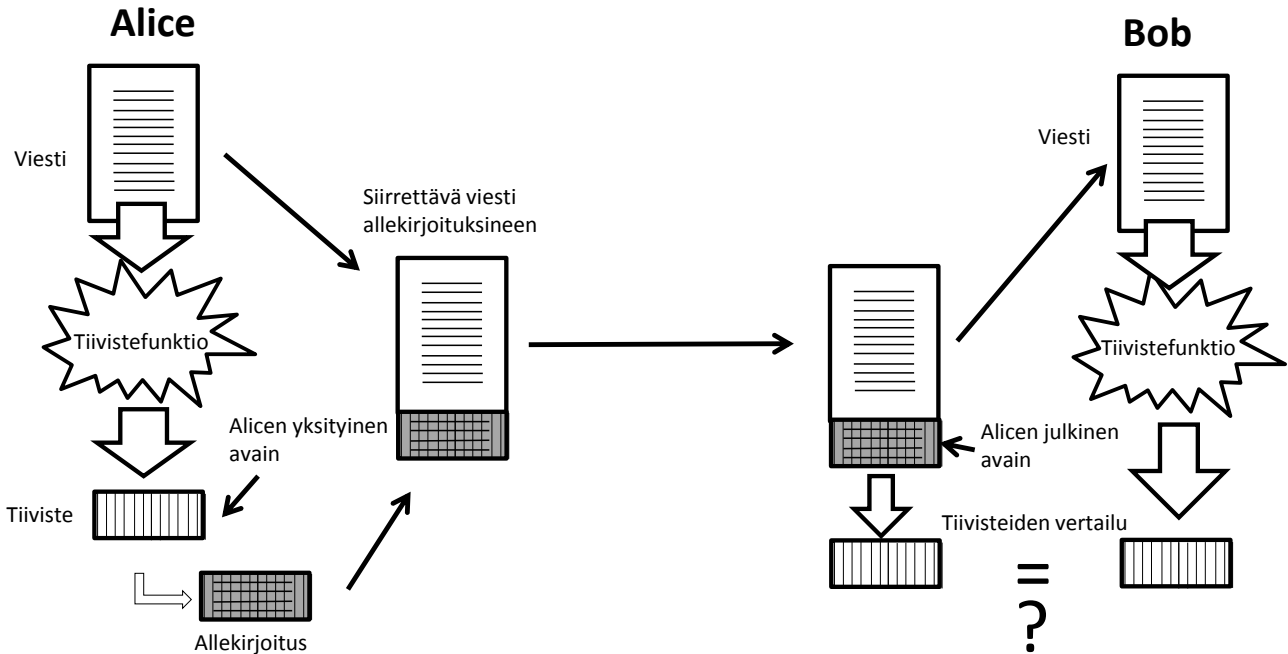 Alice
Viesti
Tiivistefunktio
Alicen yksityinen
avain
Tiiviste
Allekirjoitus
Siirrettävä viesti
allekirjoituksineen
Bob
Viesti
Tiivistefunktio
Alicen julkinen
avain
Tiivisteiden vertailu
=
?